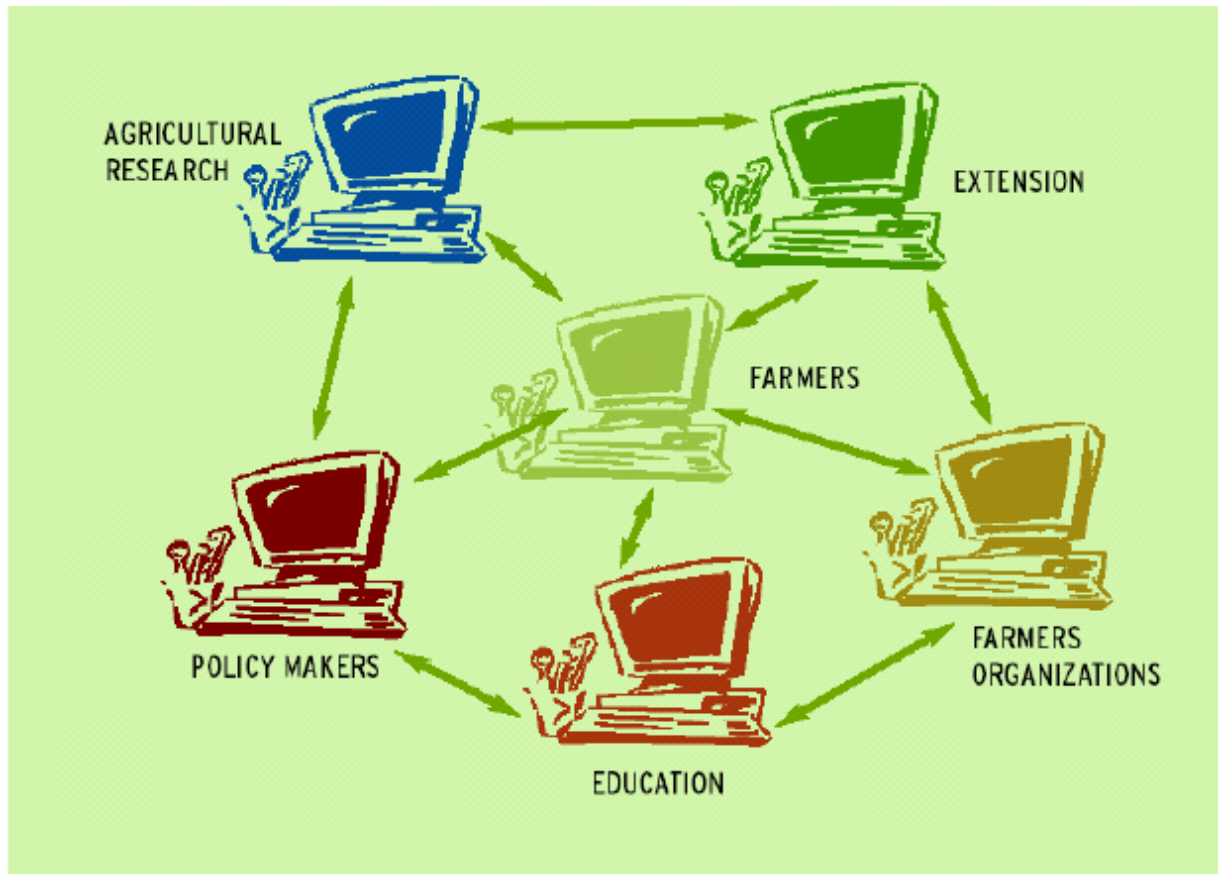 AGRICULTURAL
RESEARCH
EXTENSION
FARMERS
POLICY MAKERS
FARMERS
ORGANIZATIONS
EDUCATION